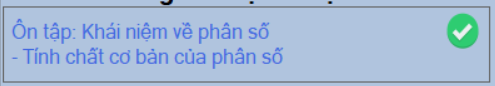 Ôn tập: Khái niệm về phân số
- Tính chất cơ bản của phân số